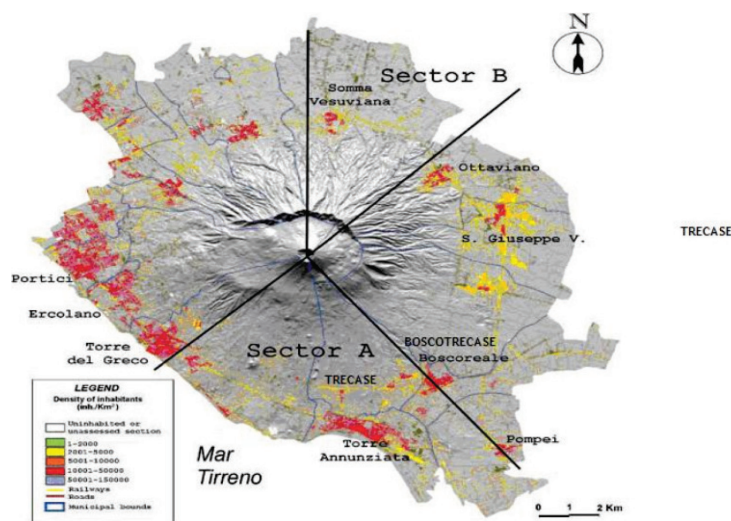 N
Sector B
Somma
Vesuviana
Ottaviano
S. Giuseppe V.
TRECASE
Portici
Ercolano
Torre
del Greco
Sector A
BOSCOTRECASE
Boscoreale
TRECASE
Torre
Annunziata
Pompei
Mar
Tirreno
LEGEND
Density of inhabitants
(inh./Km²)
Uninhabited or
unassessed section
1-2000
2001-5000
5001-10000
10001-50000
50001-150000
Railways
Roads
Municipal bounds
0 1 2 Km